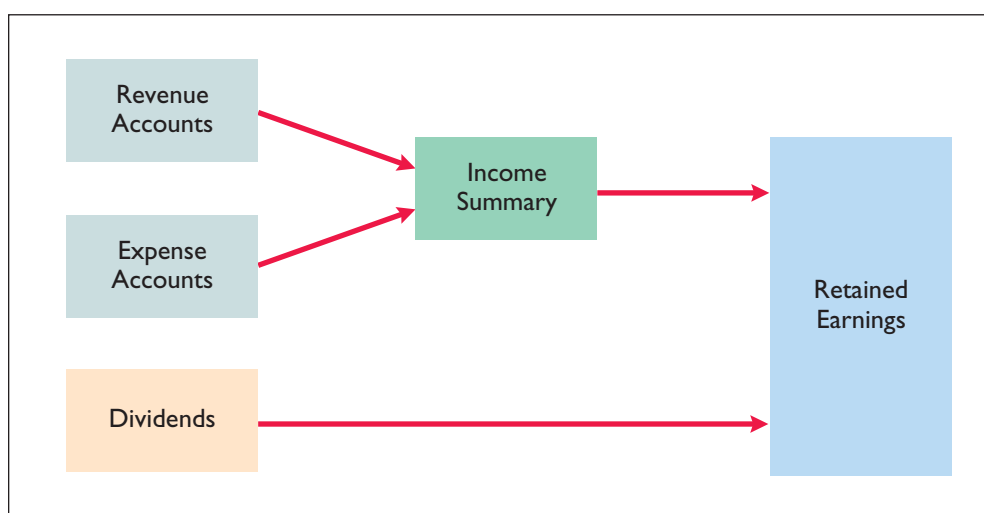 Revenue
Accounts
Expense
Accounts
Dividends
Income
Summary
Retained
Earnings